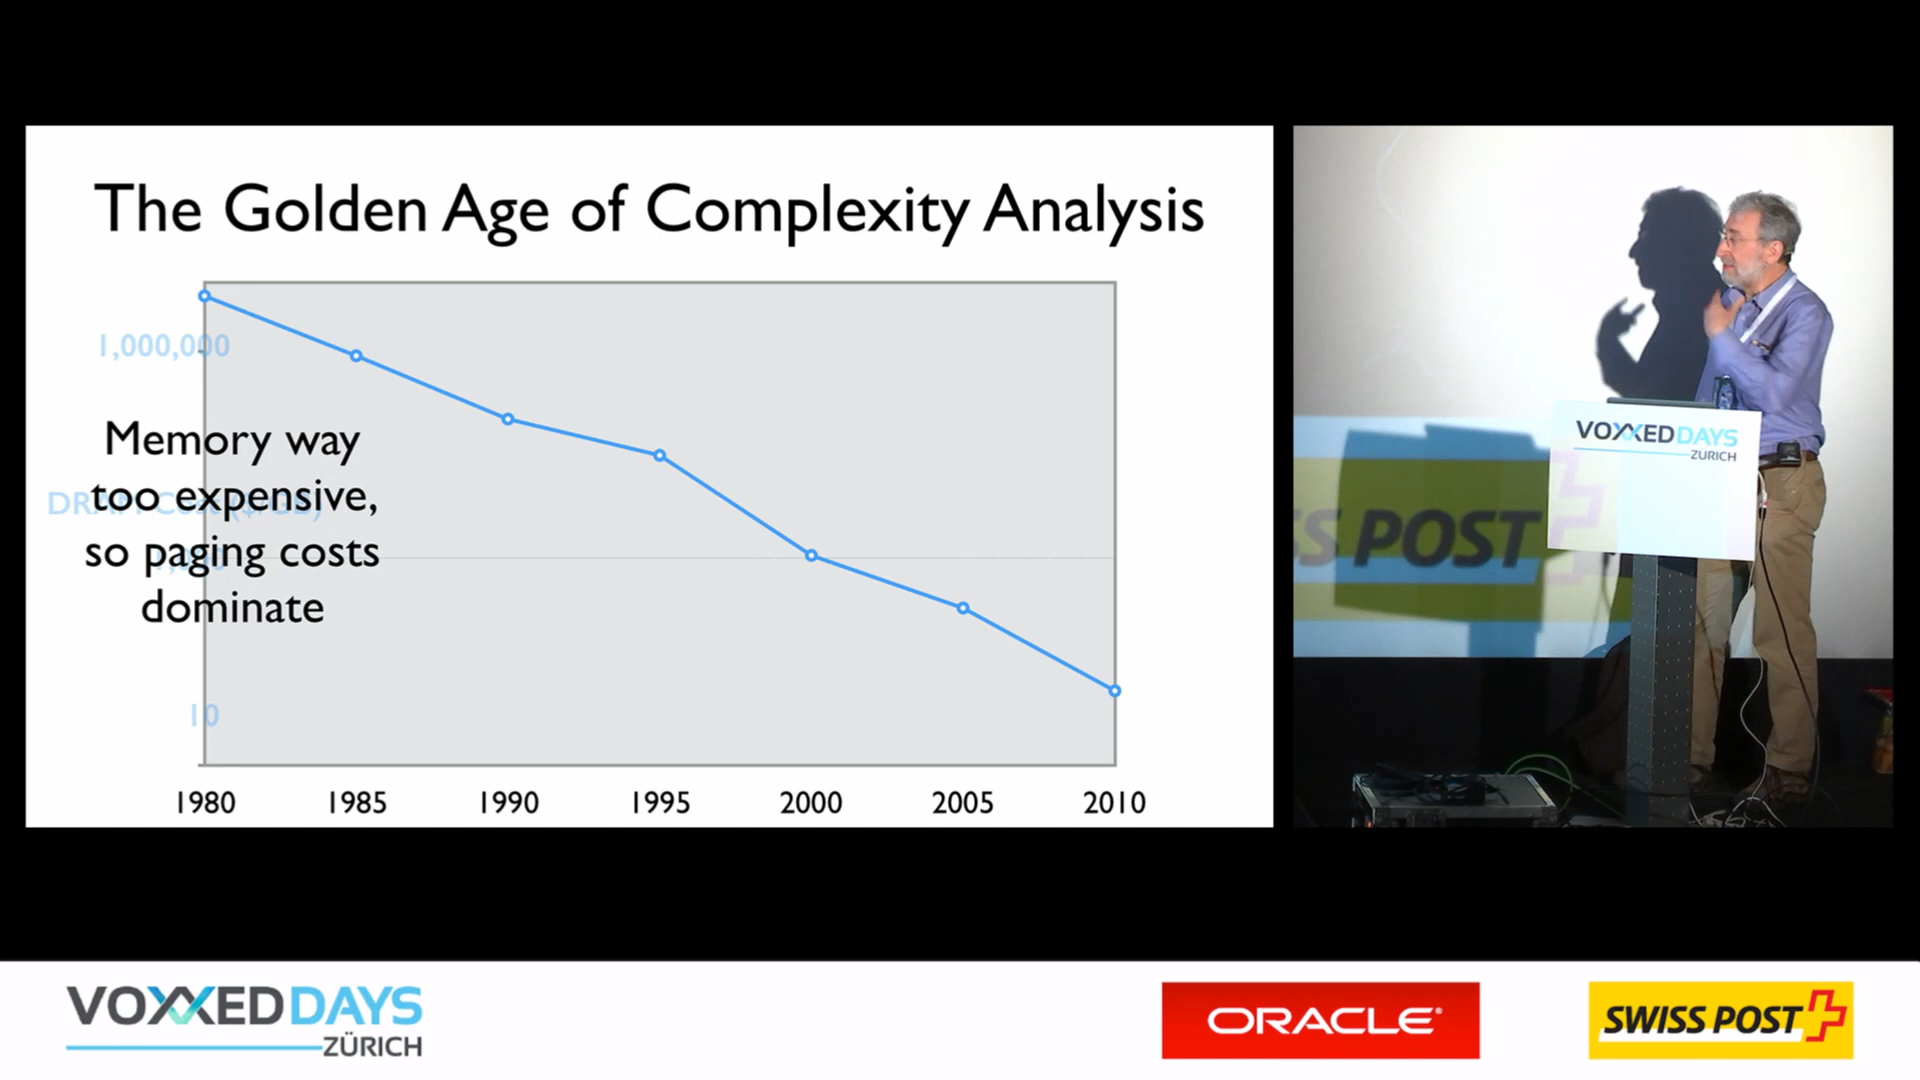 The Golden Age of Complexity Analysis
1,000,000
Memory way
too expensive,
so paging costs
dominate
10
1980 1985 1990 1995 2000 2005 2010
VOXXED DAYS
ZURICH
SS POST
VOXXED DAYS
ZÜRICH
ORACLE®
SWISS POST